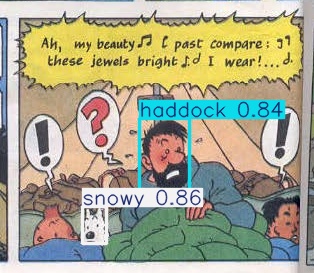 Ah, my beauty ♫ past compare:
these jewels bright ♪ I wear!...
haddock 0.84
!
?
!
snowy 0.86